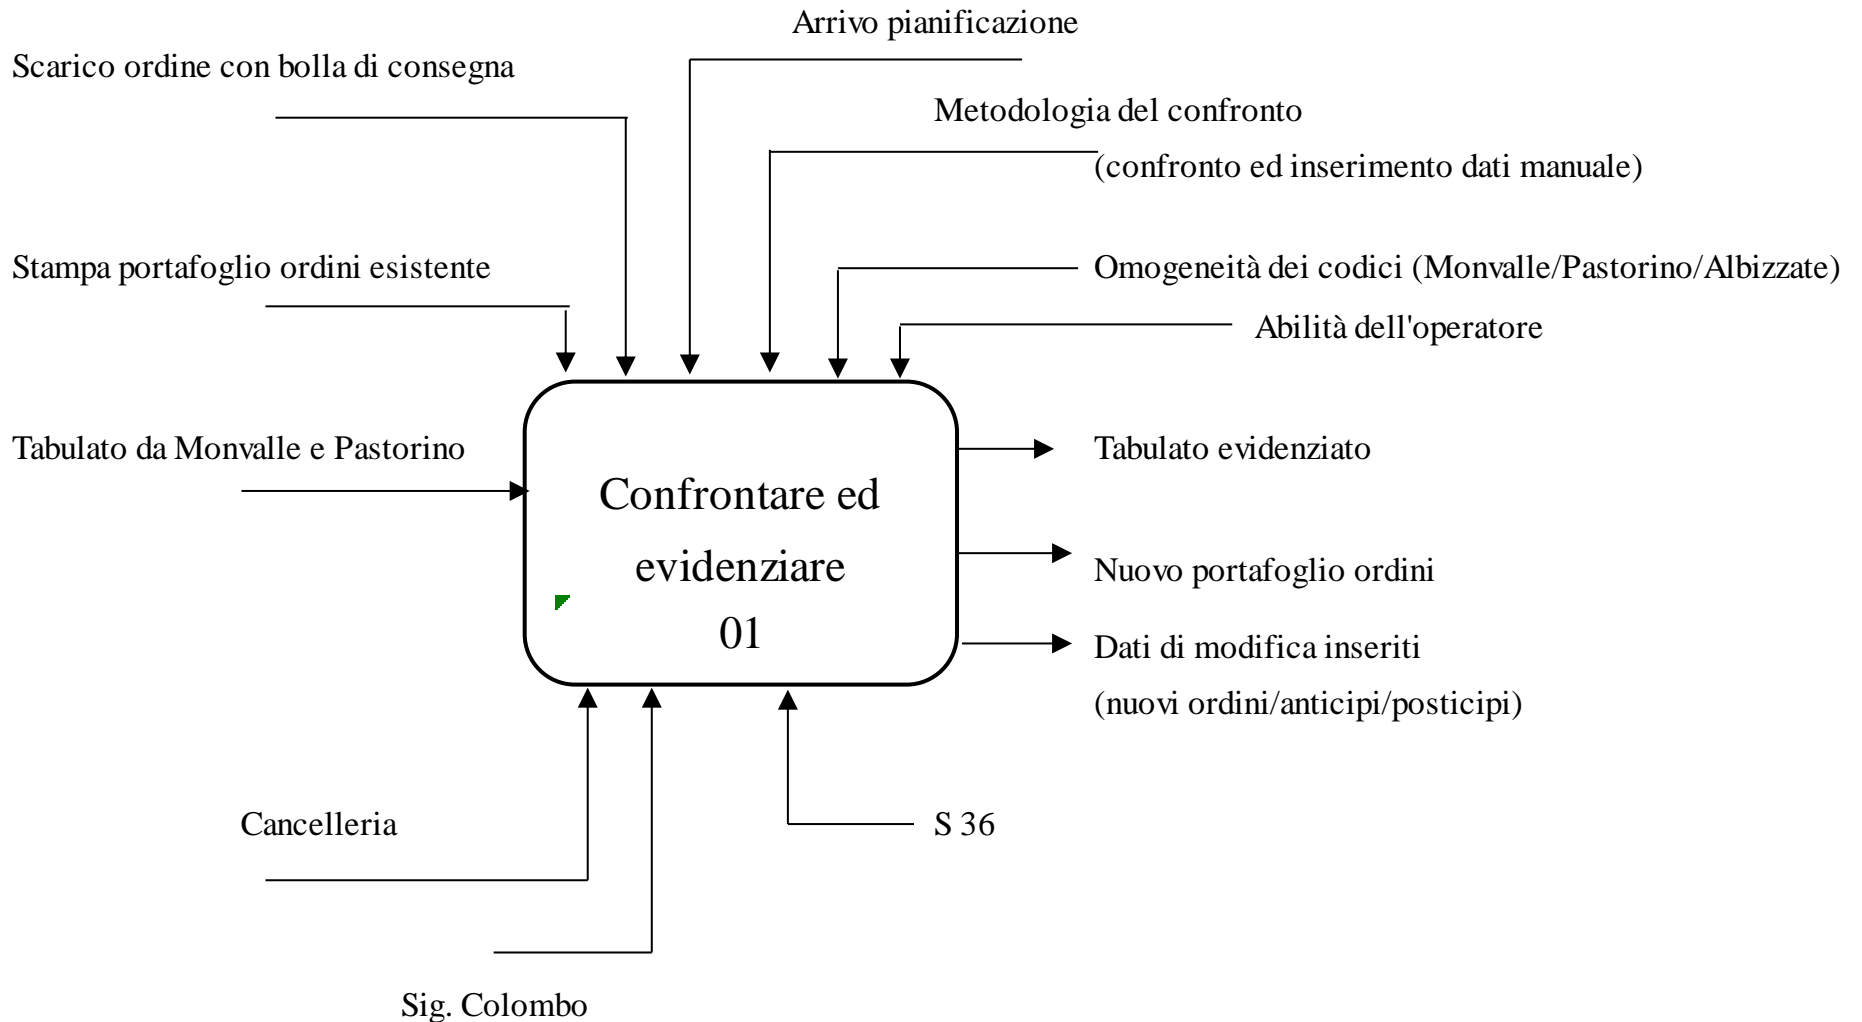 Arrivo pianificazione
Scarico ordine con bolla di consegna
Metodologia del confronto
(confronto ed inserimento dati manuale)
Stampa portafoglio ordini esistente
Omogeneità dei codici (Monvalle/Pastorino/Albizzate)
Abilità dell'operatore
Tabulato da Monvalle e Pastorino
Confrontare ed
evidenziare
01
Tabulato evidenziato
Nuovo portafoglio ordini
Dati di modifica inseriti
(nuovi ordini/anticipi/posticipi)
Cancelleria
S 36
Sig. Colombo